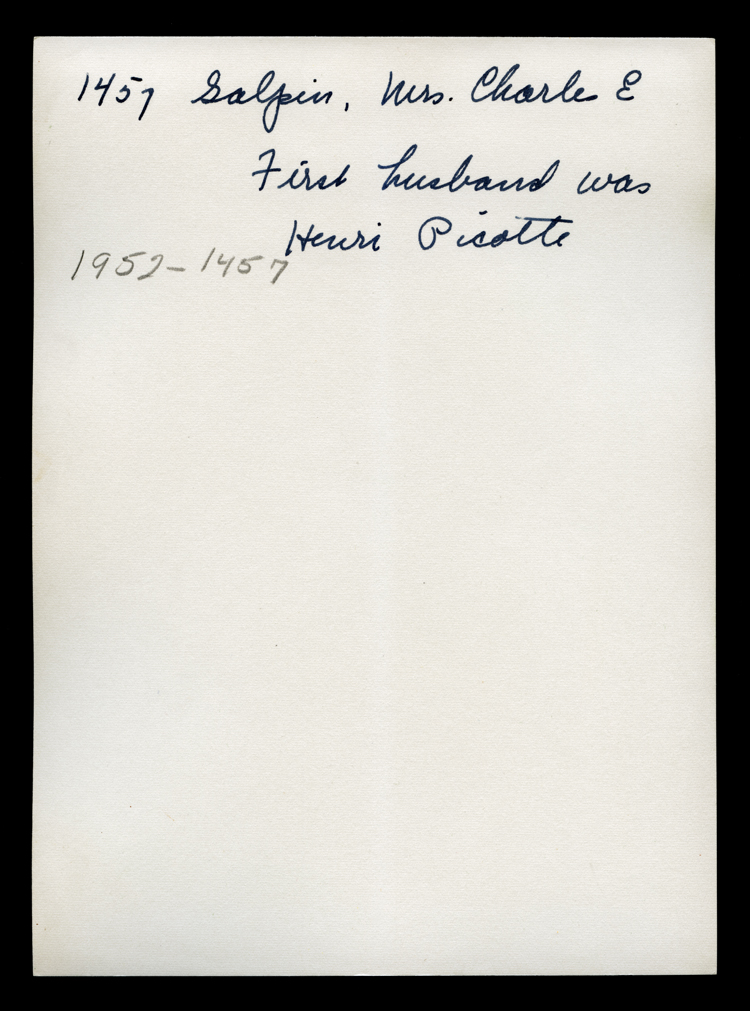 1457 Galpin, Mrs. Charles E
First husband was
Henri Picotte
1952-1457